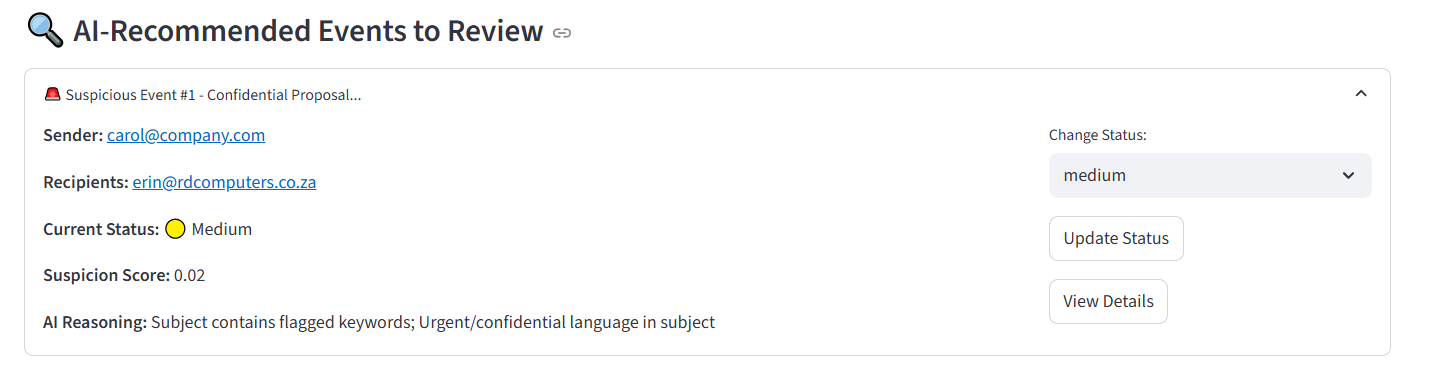 AI-Recommended Events to Review
Suspicious Event #1 - Confidential Proposal...
Sender: carol@company.com
Recipients: erin@rdcomputers.co.za
Current Status: Medium
Suspicion Score: 0.02
AI Reasoning: Subject contains flagged keywords; Urgent/confidential language in subject
Change Status:
medium
Update Status
View Details